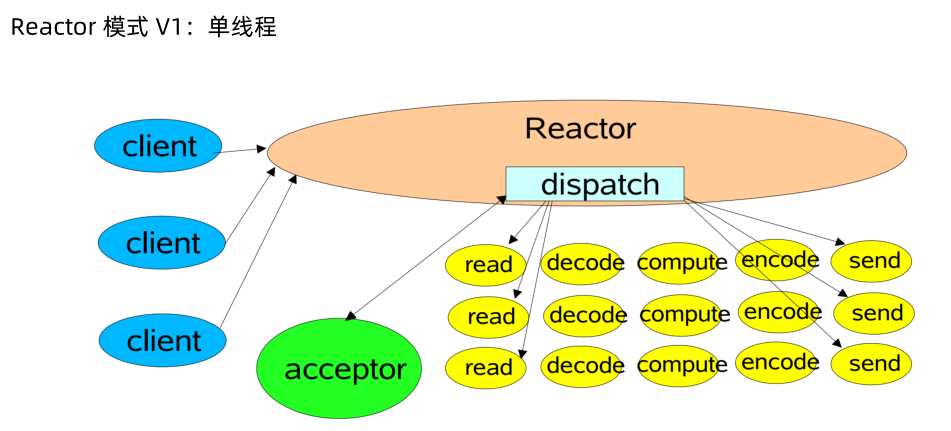 Reactor 模式 V1：单线程
Reactor
client
dispatch
client
read decode compute encode send
read decode compute encode send
client
acceptor
read decode compute encode send